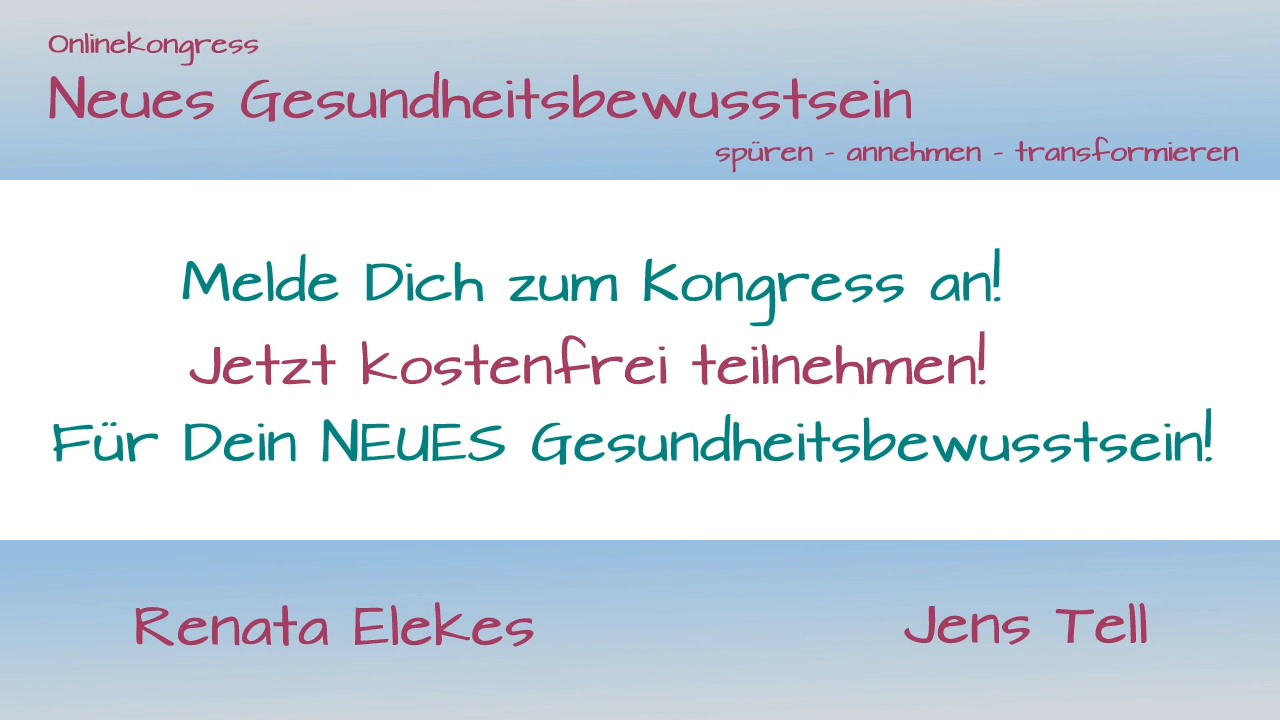 Onlinekongress
Neues Gesundheitsbewusstsein
spüren - annehmen - transformieren
Melde Dich zum Kongress an!
Jetzt kostenfrei teilnehmen!
Für Dein NEUES Gesundheitsbewusstsein!
Renata Elekes
Jens Tell